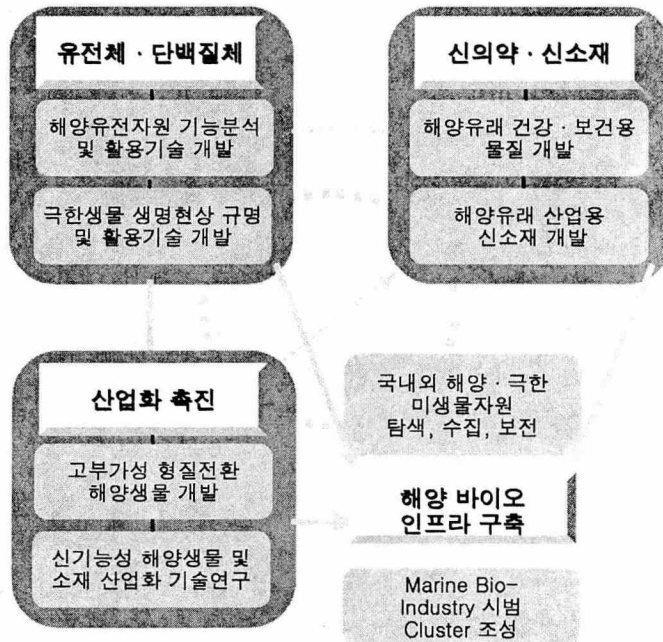 유전체 · 단백질체
해양유전자원 기능분석
및 활용기술 개발
극한생물 생명현상 규명
및 활용기술 개발
신의약 · 신소재
해양유래 건강 · 보건용
물질 개발
해양유래 산업용
신소재 개발
산업화 촉진
고부가성 형질전환
해양생물 개발
신기능성 해양생물 및
소재 산업화 기술연구
국내외 해양 · 극한
미생물자원
탐색, 수집, 보전
해양 바이오
인프라 구축
Marine Bio-
Industry 시범
Cluster 조성